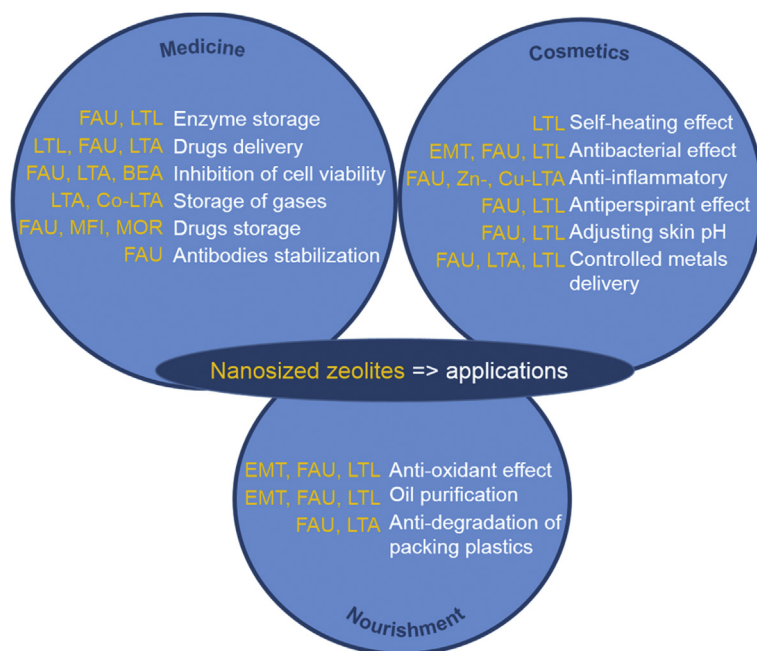 Medicine
FAU, LTL Enzyme storage
LTL, FAU, LTA Drugs delivery
FAU, LTA, BEA Inhibition of cell viability
LTA, Co-LTA Storage of gases
FAU, MFI, MOR Drugs storage
FAU Antibodies stabilization
Cosmetics
LTL Self-heating effect
EMT, FAU, LTL Antibacterial effect
FAU, Zn-, Cu-LTA Anti-inflammatory
FAU, LTL Antiperspirant effect
FAU, LTL Adjusting skin pH
FAU, LTA, LTL Controlled metals
delivery
Nanosized zeolites => applications
EMT, FAU, LTL Anti-oxidant effect
EMT, FAU, LTL Oil purification
FAU, LTA Anti-degradation of
packing plastics
Nourishment